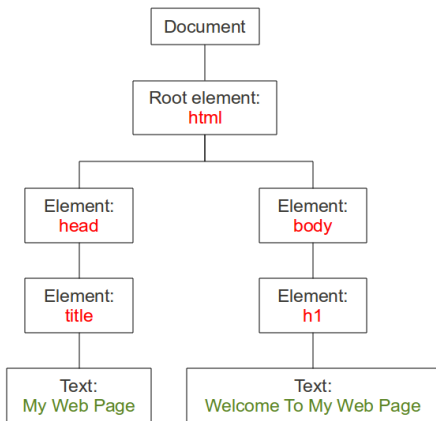 Document
Root element:
html
Element:
head
Element:
body
Element:
title
Element:
h1
Text:
My Web Page
Text:
Welcome To My Web Page